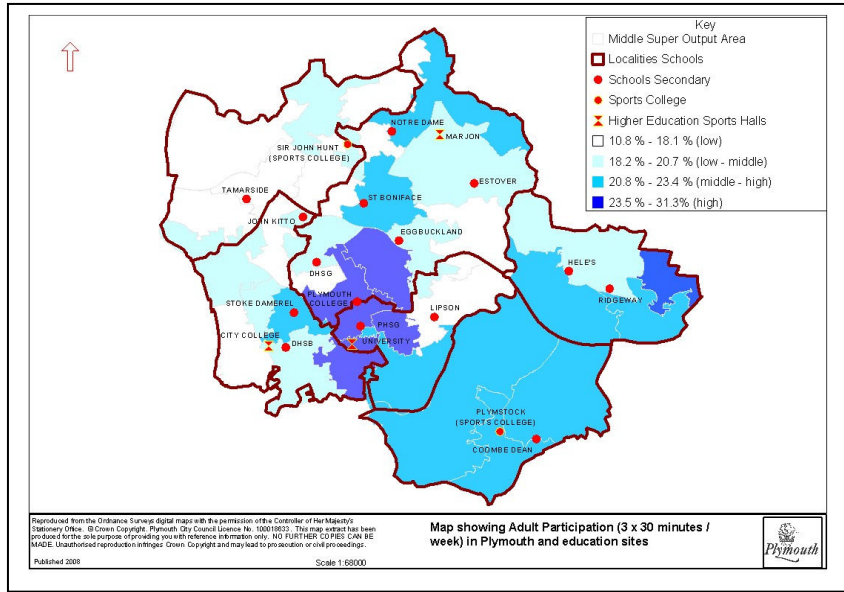 Key
Middle Super Output Area
Localities Schools
Schools Secondary
Sports College
Higher Education Sports Halls
10.8 % - 18.1 % (low)
18.2 % - 20.7 % (low - middle)
20.8 % - 23.4 % (middle - high)
23.5 % - 31.3% (high)
NOTRE DAME
MARJON
SIR JOHN HUNT
(SPORTS COLLEGE)
ESTOVER
TAMARSIDE
ST BONIFACE
JOHN KITTO
EGGBUCKLAND
DHSG
HELE'S
RIDGEWAY
PLYMOUTH
COLLEGE
STOKE DAMEREL
LIPSON
PHSG
CITY COLLEGE
DHSB
UNIVERSITY
PLYMSTOCK
(SPORTS COLLEGE)
COOMBE DEAN
Reproduced from the Ordnance Surveys digital maps with the permission of the Controller of Her Majesty's
Stationery Office. © Crown Copyright. Plymouth City Council Licence No. 100018633. This map extract has been
produced for the sole purpose of providing you with reference information only. NO FURTHER COPIES CAN BE
MADE. Unauthorised reproduction infringes Crown Copyright and may lead to prosecution or civil proceedings.
Published 2008
Scale 1:68000
Map showing Adult Participation (3 x 30 minutes /
week) in Plymouth and education sites
Plymouth